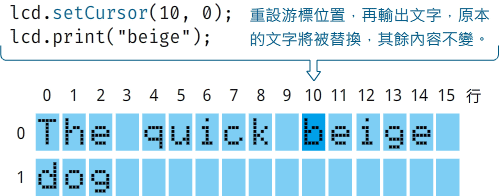 lcd.setCursor(10, 0);
lcd.print("beige");
重設游標位置，再輸出文字，原本
的文字將被替換，其餘內容不變。
0 1 2 3 4 5 6 7 8 9 10 11 12 13 14 15 行
0 The quick beige
1 dog